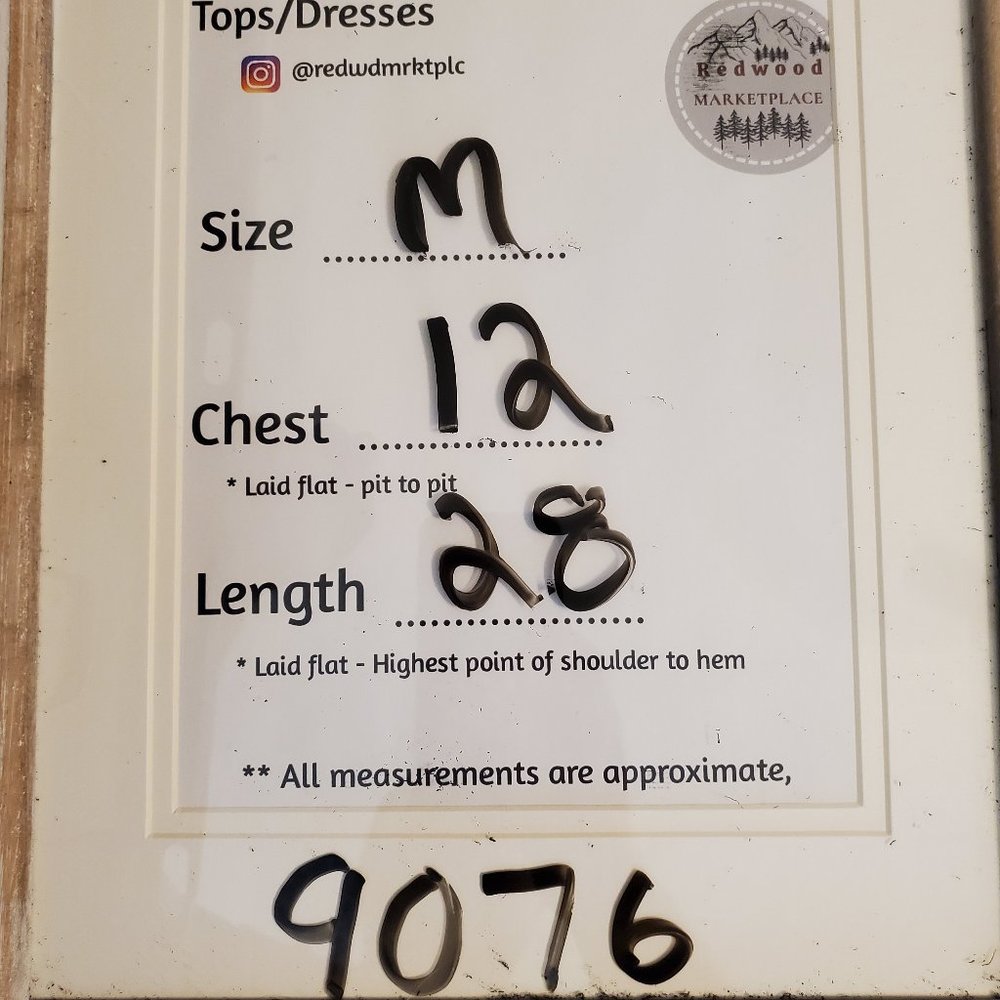 Tops/Dresses
@redwdmrktplc
Redwood
MARKETPLACE
Size M
Chest 12
* Laid flat - pit to pit
Length 28
* Laid flat - Highest point of shoulder to hem
** All measurements are approximate,
9076